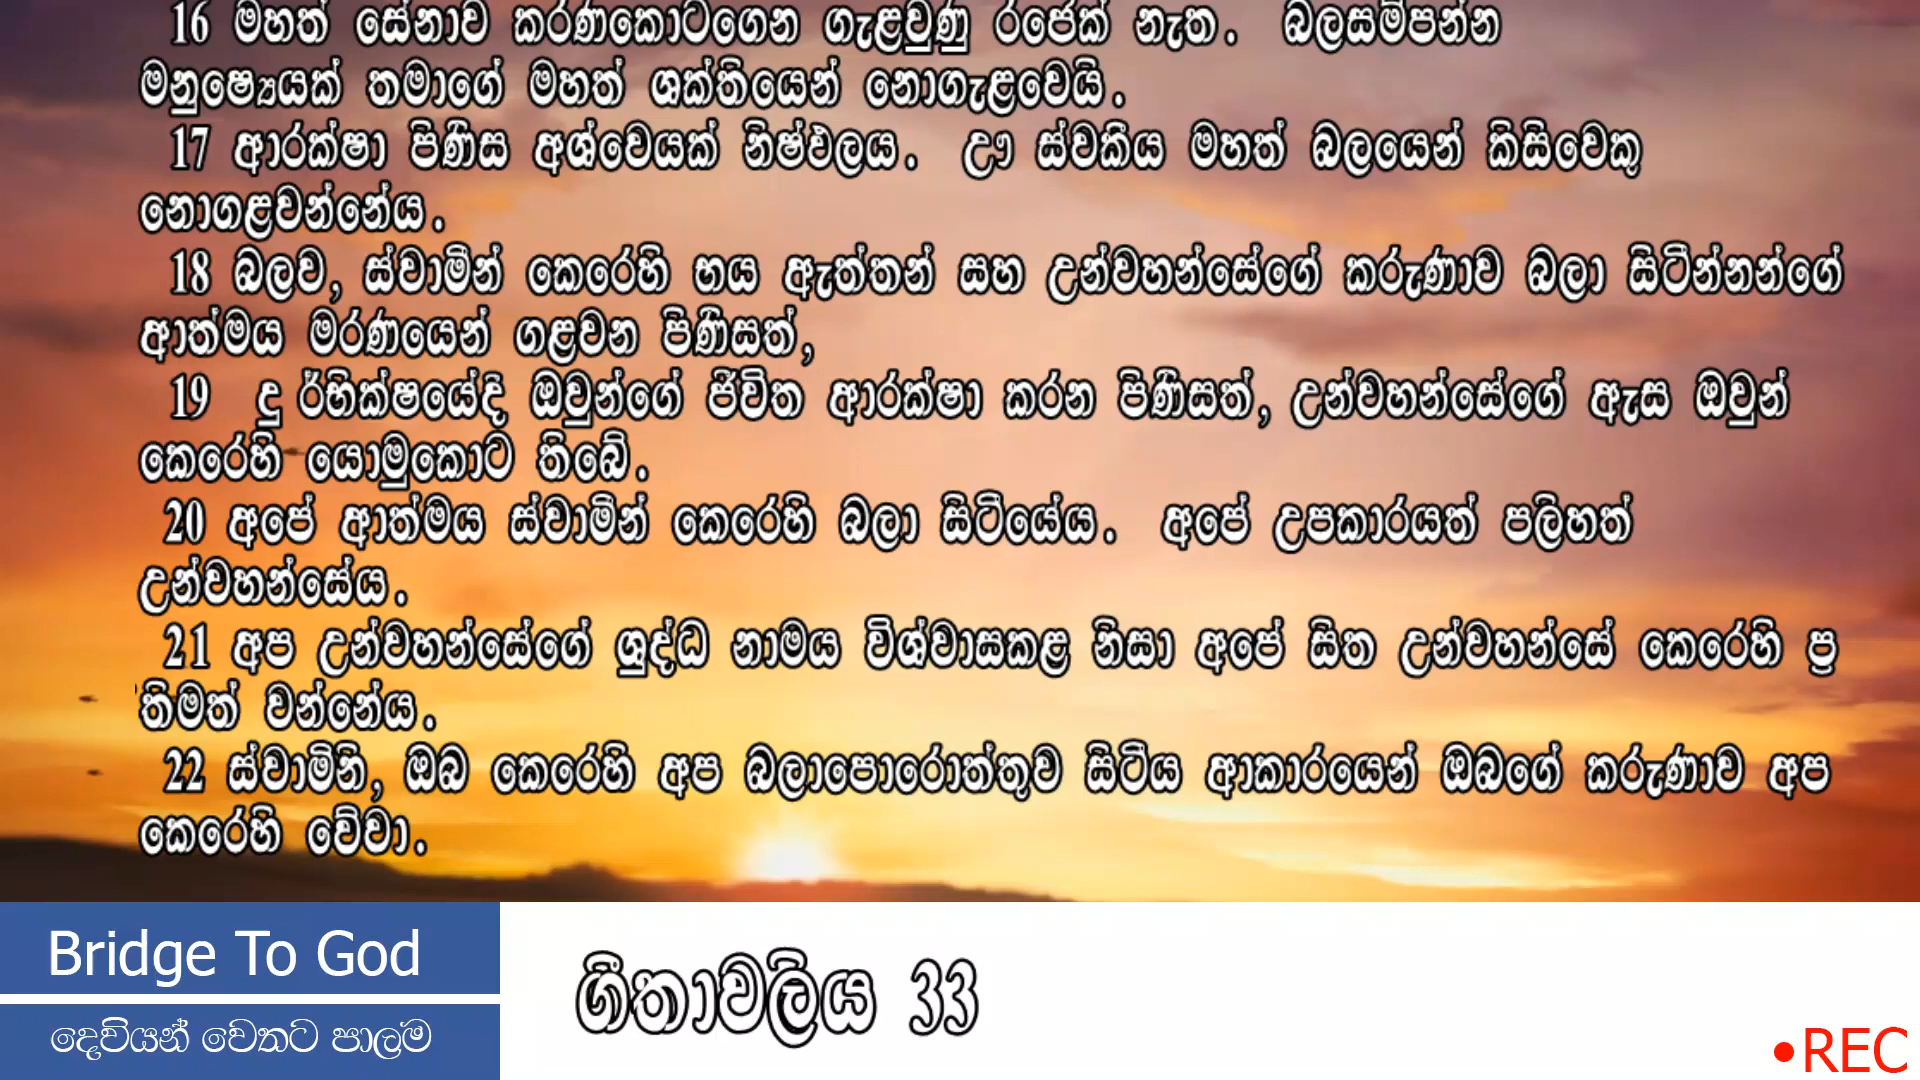 16 මහත් සේනාව කරණකොටගෙන ගැළවුණු රජෙක් නැත. බලසම්පන්න
මනුෂ්‍යෙයක් තමාගේ මහත් ශක්තියෙන් නොගැළවෙයි.
17 ආරක්ෂා පිණිස අශ්වෙයක් නිෂ්ඵලය. ඌ ස්වකීය මහත් බලයෙන් කිසිවෙකු
නොගළවන්නේය.
18 බලව, ස්වාමීන් කෙරෙහි භය ඇත්තන් සහ උන්වහන්සේගේ කරුණාව බලා සිටින්නන්ගේ
ආත්මය මරණයෙන් ගළවන පිණිසත්,
19 දු ර්භික්ෂයේදි ඔවුන්ගේ ජීවිත ආරක්ෂා කරන පිණිසත්, උන්වහන්සේගේ ඇස ඔවුන්
කෙරෙහි යොමුකොට තිබේ.
20 අපේ ආත්මය ස්වාමීන් කෙරෙහි බලා සිටියේය. අපේ උපකාරයත් පලිහත්
උන්වහන්සේය.
21 අප උන්වහන්සේගේ ශුද්ධ නාමය විශ්වාසකළ නිසා අපේ සිත උන්වහන්සේ කෙරෙහි ප්‍ර
තිමත් වන්නේය.
22 ස්වාමිනි, ඔබ කෙරෙහි අප බලාපොරොත්තුව සිටිය ආකාරයෙන් ඔබගේ කරුණාව අප
කෙරෙහි වේවා.
Bridge To God
දෙවියන් වෙතට පාලම
ගීතාවලිය 33
•REC